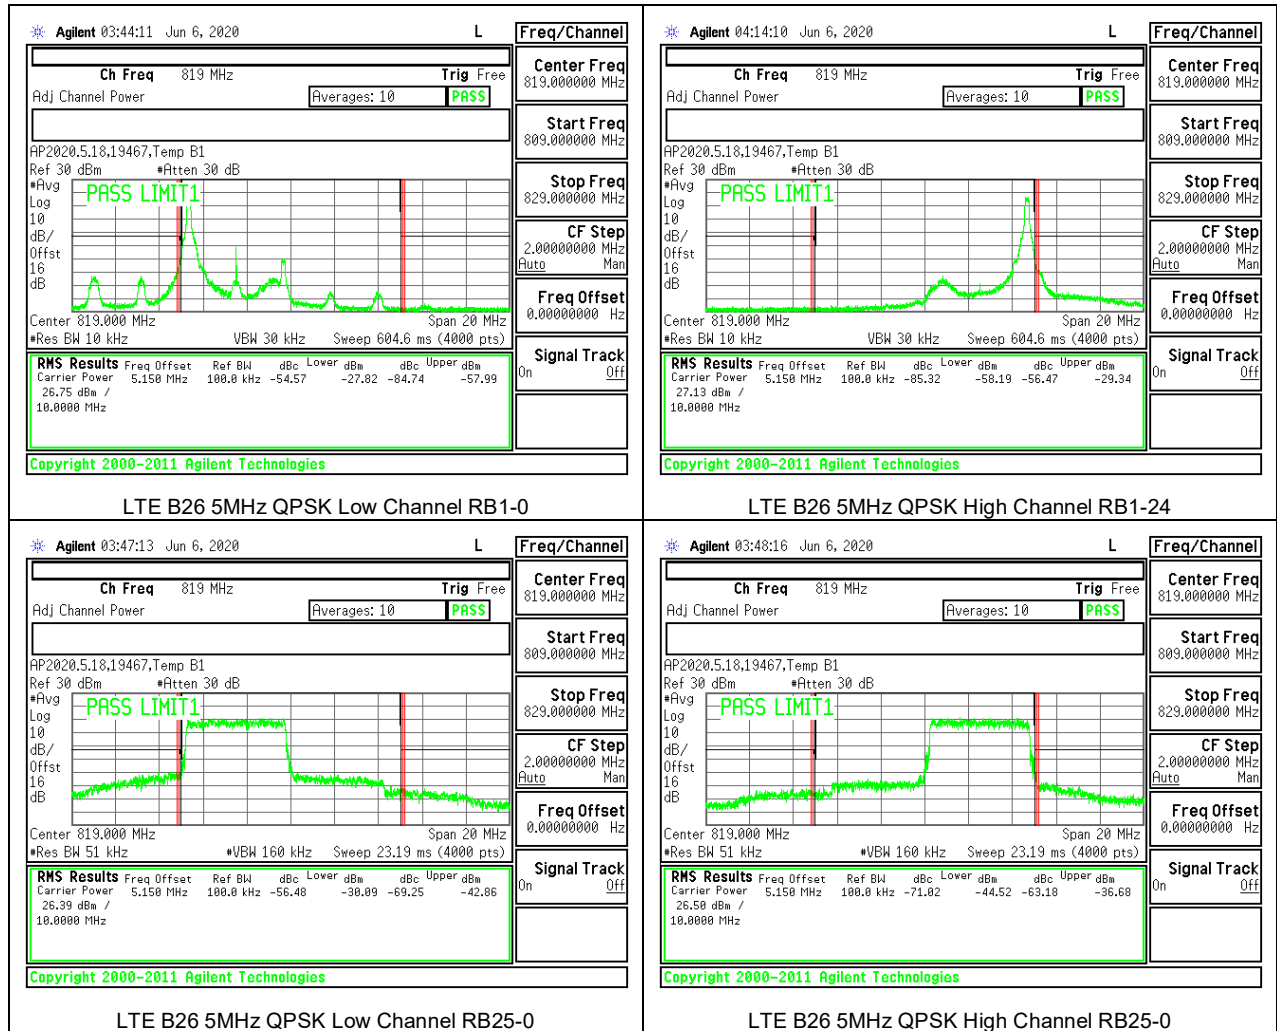 Agilent 03:44:11 Jun 6, 2020 L
Freq/Channel
Ch Freq 819 MHz Trig Free
Adj Channel Power Averages: 10 PASS
AP2020.5.18,19467,Temp B1
Ref 30 dBm #Atten 30 dB
#Avg
Log
10
dB/
Offst
16
dB
PASS LIMIT1
Center 819.000 MHz Span 20 MHz
#Res BW 10 kHz VBW 30 kHz Sweep 604.6 ms (4000 pts)
RMS Results Freq Offset Ref BW dBc Lower dBm dBc Upper dBm
Carrier Power 5.150 MHz 100.0 kHz -54.57 -27.82 -84.74 -57.99
26.75 dBm /
10.0000 MHz
Center Freq
819.000000 MHz
Start Freq
809.000000 MHz
Stop Freq
829.000000 MHz
CF Step
2.00000000 MHz
Auto Man
Freq Offset
0.00000000 Hz
Signal Track
On Off
Copyright 2000-2011 Agilent Technologies
LTE B26 5MHz QPSK Low Channel RB1-0
Agilent 04:14:10 Jun 6, 2020 L
Freq/Channel
Ch Freq 819 MHz Trig Free
Adj Channel Power Averages: 10 PASS
AP2020.5.18,19467,Temp B1
Ref 30 dBm #Atten 30 dB
#Avg
Log
10
dB/
Offst
16
dB
PASS LIMIT1
Center 819.000 MHz Span 20 MHz
#Res BW 10 kHz VBW 30 kHz Sweep 604.6 ms (4000 pts)
RMS Results Freq Offset Ref BW dBc Lower dBm dBc Upper dBm
Carrier Power 5.150 MHz 100.0 kHz -85.32 -58.19 -56.47 -29.34
27.13 dBm /
10.0000 MHz
Center Freq
819.000000 MHz
Start Freq
809.000000 MHz
Stop Freq
829.000000 MHz
CF Step
2.00000000 MHz
Auto Man
Freq Offset
0.00000000 Hz
Signal Track
On Off
Copyright 2000-2011 Agilent Technologies
LTE B26 5MHz QPSK High Channel RB1-24
Agilent 03:47:13 Jun 6, 2020 L
Freq/Channel
Ch Freq 819 MHz Trig Free
Adj Channel Power Averages: 10 PASS
AP2020.5.18,19467,Temp B1
Ref 30 dBm #Atten 30 dB
#Avg
Log
10
dB/
Offst
16
dB
PASS LIMIT1
Center 819.000 MHz Span 20 MHz
#Res BW 51 kHz #VBW 160 kHz Sweep 23.19 ms (4000 pts)
RMS Results Freq Offset Ref BW dBc Lower dBm dBc Upper dBm
Carrier Power 5.150 MHz 100.0 kHz -56.48 -30.09 -69.25 -42.86
26.39 dBm /
10.0000 MHz
Center Freq
819.000000 MHz
Start Freq
809.000000 MHz
Stop Freq
829.000000 MHz
CF Step
2.00000000 MHz
Auto Man
Freq Offset
0.00000000 Hz
Signal Track
On Off
Copyright 2000-2011 Agilent Technologies
LTE B26 5MHz QPSK Low Channel RB25-0
Agilent 03:48:16 Jun 6, 2020 L
Freq/Channel
Ch Freq 819 MHz Trig Free
Adj Channel Power Averages: 10 PASS
AP2020.5.18,19467,Temp B1
Ref 30 dBm #Atten 30 dB
#Avg
Log
10
dB/
Offst
16
dB
PASS LIMIT1
Center 819.000 MHz Span 20 MHz
#Res BW 51 kHz #VBW 160 kHz Sweep 23.19 ms (4000 pts)
RMS Results Freq Offset Ref BW dBc Lower dBm dBc Upper dBm
Carrier Power 5.150 MHz 100.0 kHz -71.02 -44.52 -63.18 -36.68
26.50 dBm /
10.0000 MHz
Center Freq
819.000000 MHz
Start Freq
809.000000 MHz
Stop Freq
829.000000 MHz
CF Step
2.00000000 MHz
Auto Man
Freq Offset
0.00000000 Hz
Signal Track
On Off
Copyright 2000-2011 Agilent Technologies
LTE B26 5MHz QPSK High Channel RB25-0